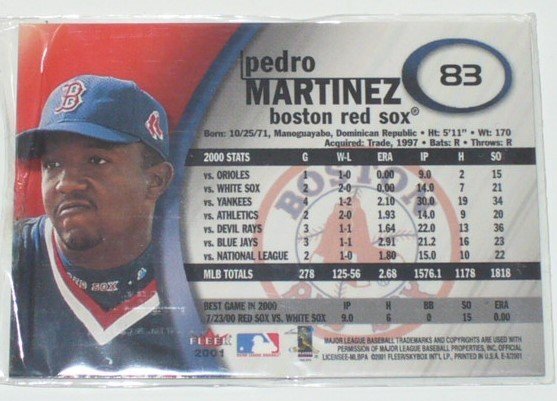 pedro
MARTINEZ
boston red sox®
83
Born: 10/25/71, Manoguayabo, Dominican Republic • Ht: 5'11" • Wt: 170
Acquired: Trade, 1997 • Bats: R • Throws: R
2000 STATS G W-L ERA IP H SO
vs. ORIOLES 1 1-0 0.00 9.0 2 15
vs. WHITE SOX 2 2-0 0.00 14.0 7 21
vs. YANKEES 4 1-2 2.10 30.0 19 34
vs. ATHLETICS 2 2-0 1.93 14.0 9 20
vs. DEVIL RAYS 3 1-1 1.64 22.0 13 36
vs. BLUE JAYS 3 1-1 2.91 21.2 16 23
vs. NATIONAL LEAGUE 2 1-0 1.80 15.0 10 22
MLB TOTALS 278 125-56 2.68 1576.1 1178 1818
BEST GAME IN 2000 IP H BB SO ERA
7/23/00 RED SOX VS. WHITE SOX 9.0 6 0 15 0.00
FLEER
2001
MAJOR LEAGUE BASEBALL TRADEMARKS AND COPYRIGHTS ARE USED WITH
PERMISSION OF MAJOR LEAGUE BASEBALL PROPERTIES, INC. OFFICIAL
LICENSEE-MLBPA ©2001 FLEER/SKYBOX INT'L LP., PRINTED IN U.S.A. E-X/2001
B
SOX
BOSTON